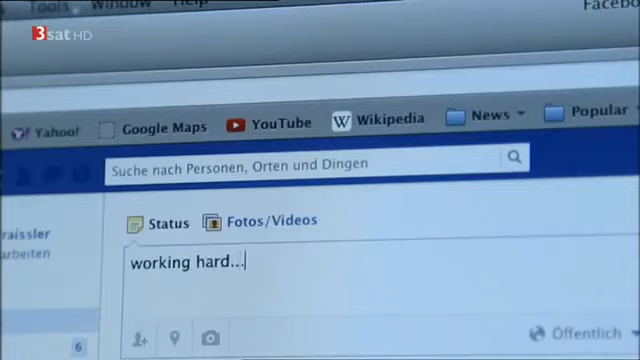 Tools Window Help
Facebo
3sat HD
Yahoo! Google Maps YouTube Wikipedia News Popular
Suche nach Personen, Orten und Dingen
Status Fotos/Videos
raissler
arbeiten
working hard...
6
Öffentlich